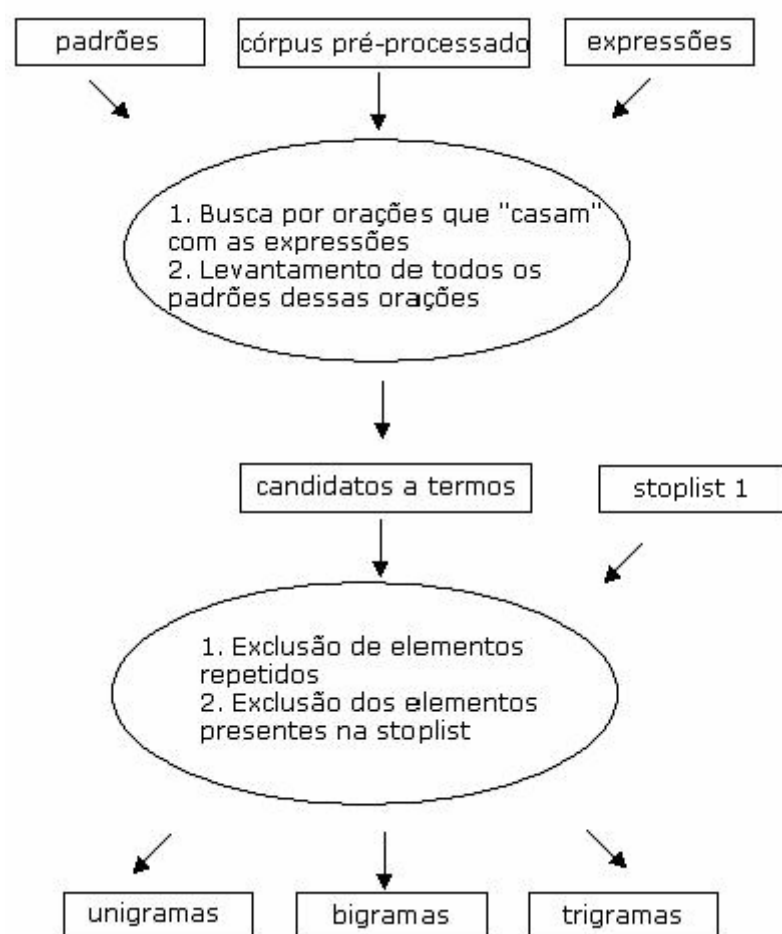 padrões
córpus pré-processado
expressões
1. Busca por orações que "casam"
com as expressões
2. Levantamento de todos os
padrões dessas orações
candidatos a termos
stoplist 1
1. Exclusão de elementos
repetidos
2. Exclusão dos elementos
presentes na stoplist
unigramas
bigramas
trigramas